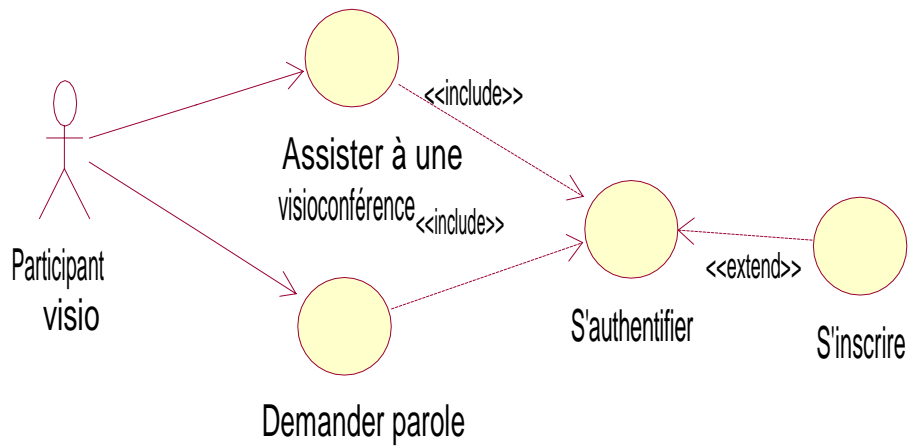 <<include>>
Assister à une
visioconférence
<<include>>
Participant
visio
<<extend>>
S'authentifier
S'inscrire
Demander parole